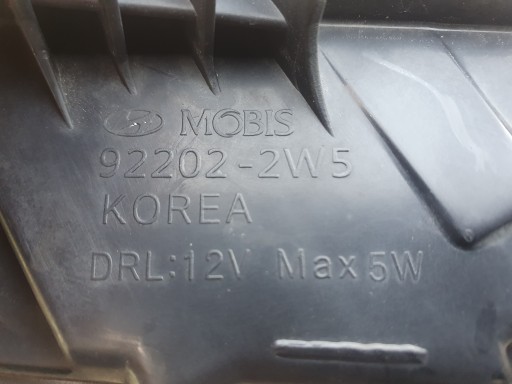 MOBIS
92202-2W5
KOREA
DRL:12V Max 5W